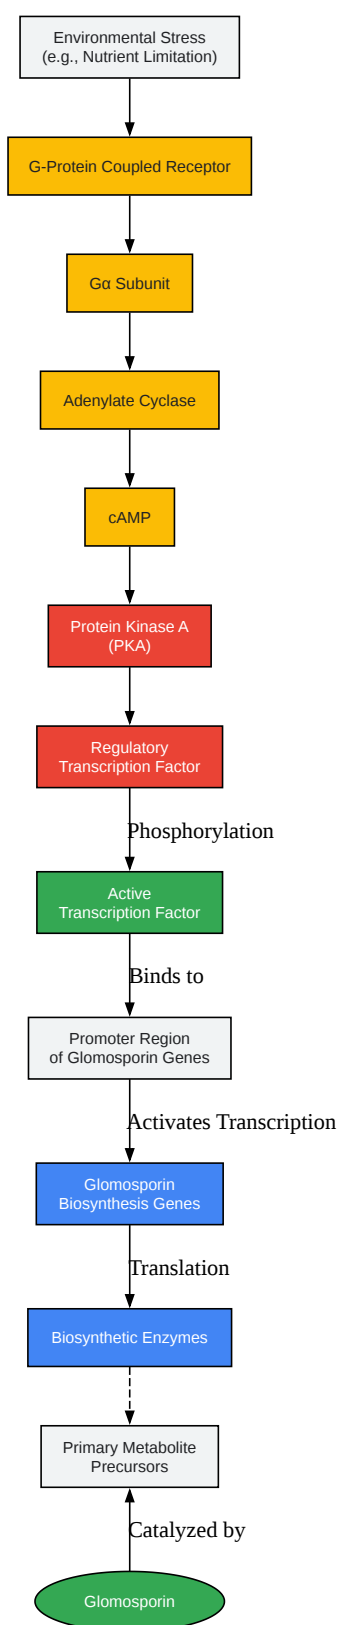 Environmental Stress
(e.g., Nutrient Limitation)
G-Protein Coupled Receptor
Gα Subunit
Adenylate Cyclase
cAMP
Protein Kinase A
(PKA)
Regulatory
Transcription Factor
Phosphorylation
Active
Transcription Factor
Binds to
Promoter Region
of Glomosporin Genes
Activates Transcription
Glomosporin
Biosynthesis Genes
Translation
Biosynthetic Enzymes
Primary Metabolite
Precursors
Catalyzed by
Glomosporin